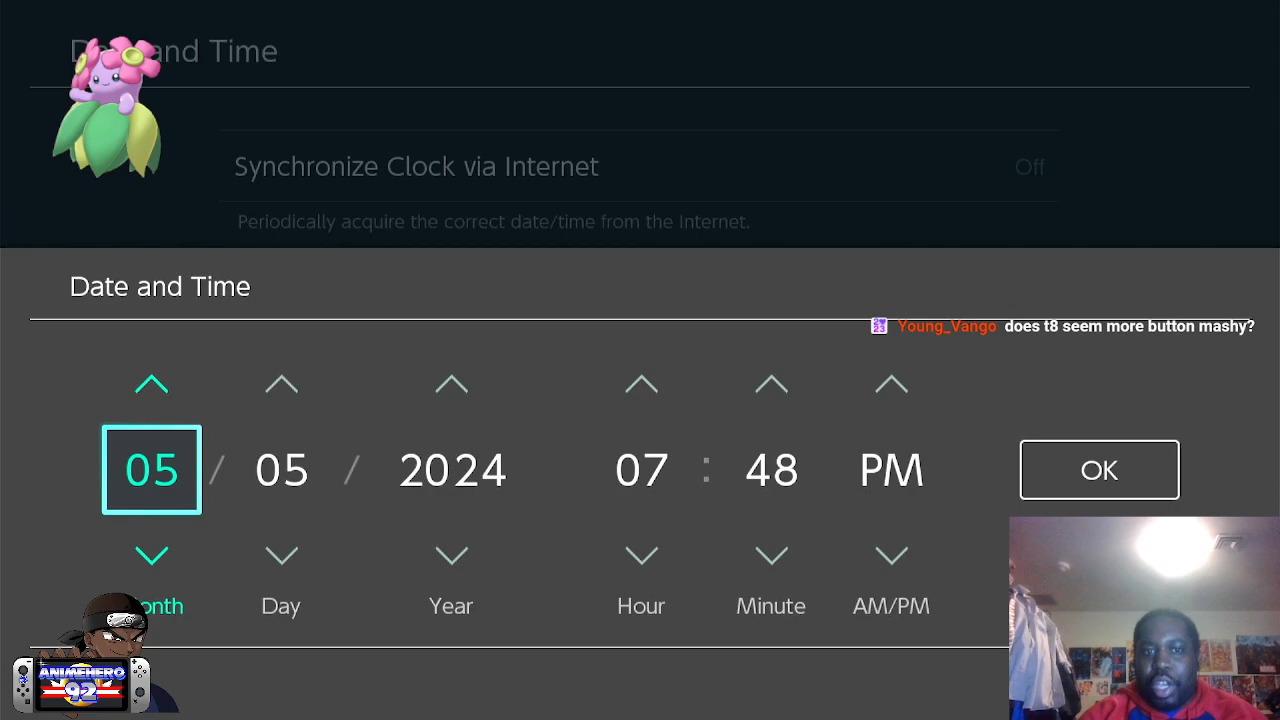 Date and Time
Synchronize Clock via Internet Off
Periodically acquire the correct date/time from the Internet.
Date and Time
Young_Vango does t8 seem more button mashy?
05 / 05 / 2024 07 : 48 PM OK
Month Day Year Hour Minute AM/PM
ANIMEHERO
92